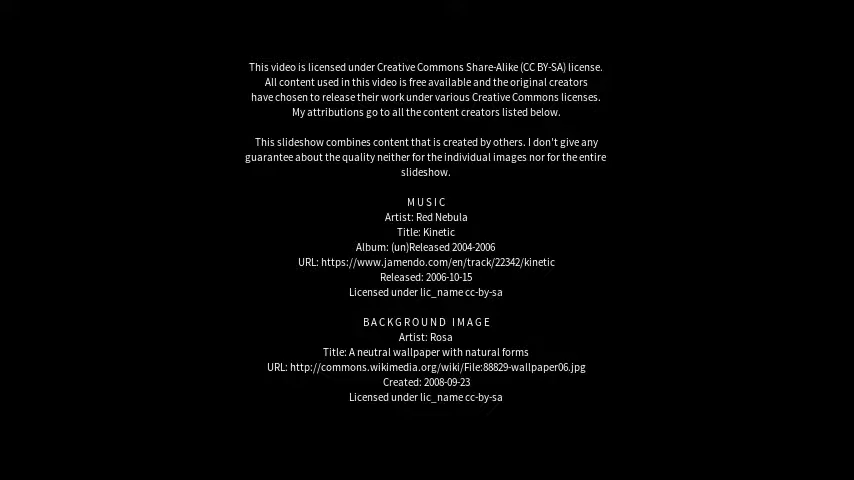 This video is licensed under Creative Commons Share-Alike (CC BY-SA) license.
All content used in this video is free available and the original creators
have chosen to release their work under various Creative Commons licenses.
My attributions go to all the content creators listed below.
This slideshow combines content that is created by others. I don't give any
guarantee about the quality neither for the individual images nor for the entire
slideshow.
MUSIC
Artist: Red Nebula
Title: Kinetic
Album: (un)Released 2004-2006
URL: https://www.jamendo.com/en/track/22342/kinetic
Released: 2006-10-15
Licensed under lic_name cc-by-sa
BACKGROUND IMAGE
Artist: Rosa
Title: A neutral wallpaper with natural forms
URL: http://commons.wikimedia.org/wiki/File:88829-wallpaper06.jpg
Created: 2008-09-23
Licensed under lic_name cc-by-sa